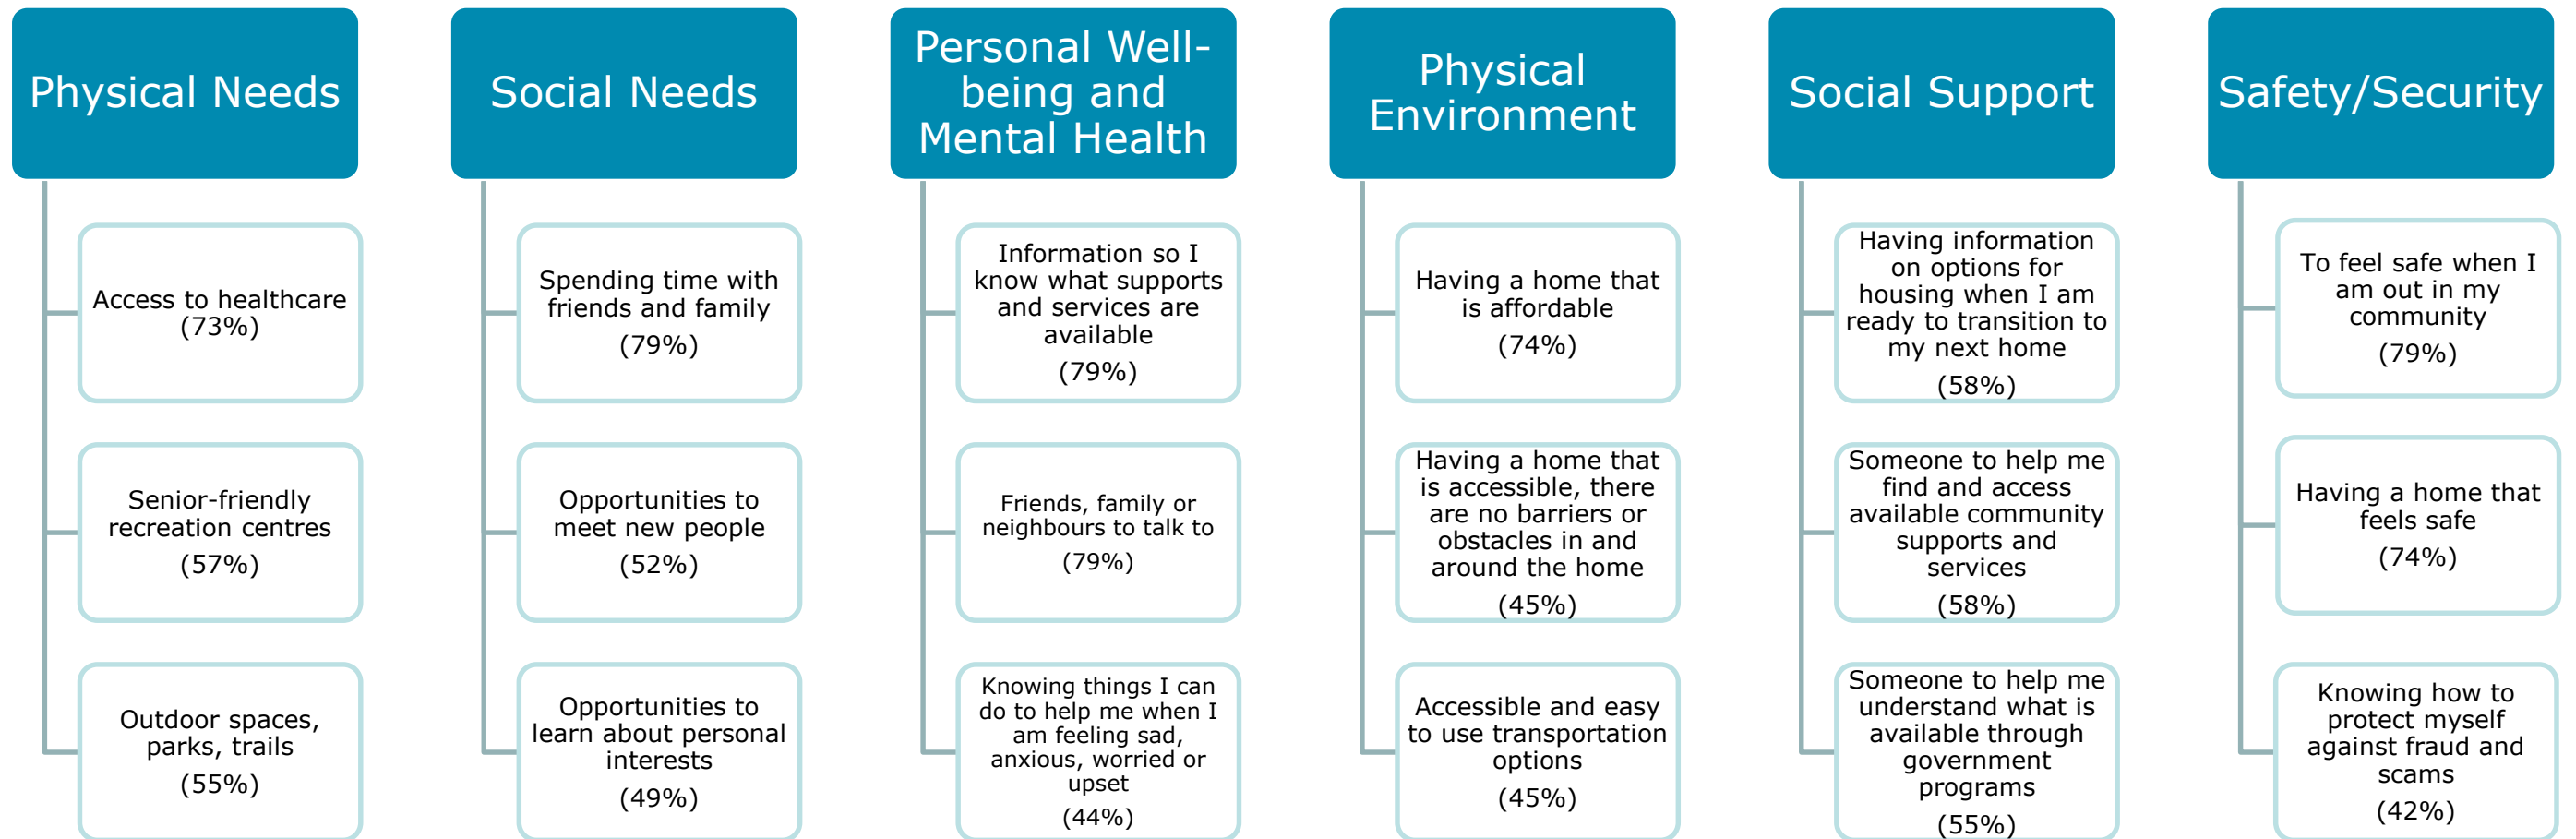 Physical Needs
Access to healthcare
(73%)
Senior-friendly
recreation centres
(57%)
Outdoor spaces,
parks, trails
(55%)
Social Needs
Spending time with
friends and family
(79%)
Opportunities to
meet new people
(52%)
Opportunities to
learn about personal
interests
(49%)
Personal Well-
being and
Mental Health
Information so I
know what supports
and services are
available
(79%)
Friends, family or
neighbours to talk to
(79%)
Knowing things I can
do to help me when I
am feeling sad,
anxious, worried or
upset
(44%)
Physical
Environment
Having a home that
is affordable
(74%)
Having a home that
is accessible, there
are no barriers or
obstacles in and
around the home
(45%)
Accessible and easy
to use transportation
options
(45%)
Social Support
Having information
on options for
housing when I am
ready to transition to
my next home
(58%)
Someone to help me
find and access
available community
supports and
services
(58%)
Someone to help me
understand what is
available through
government
programs
(55%)
Safety/Security
To feel safe when I
am out in my
community
(79%)
Having a home that
feels safe
(74%)
Knowing how to
protect myself
against fraud and
scams
(42%)